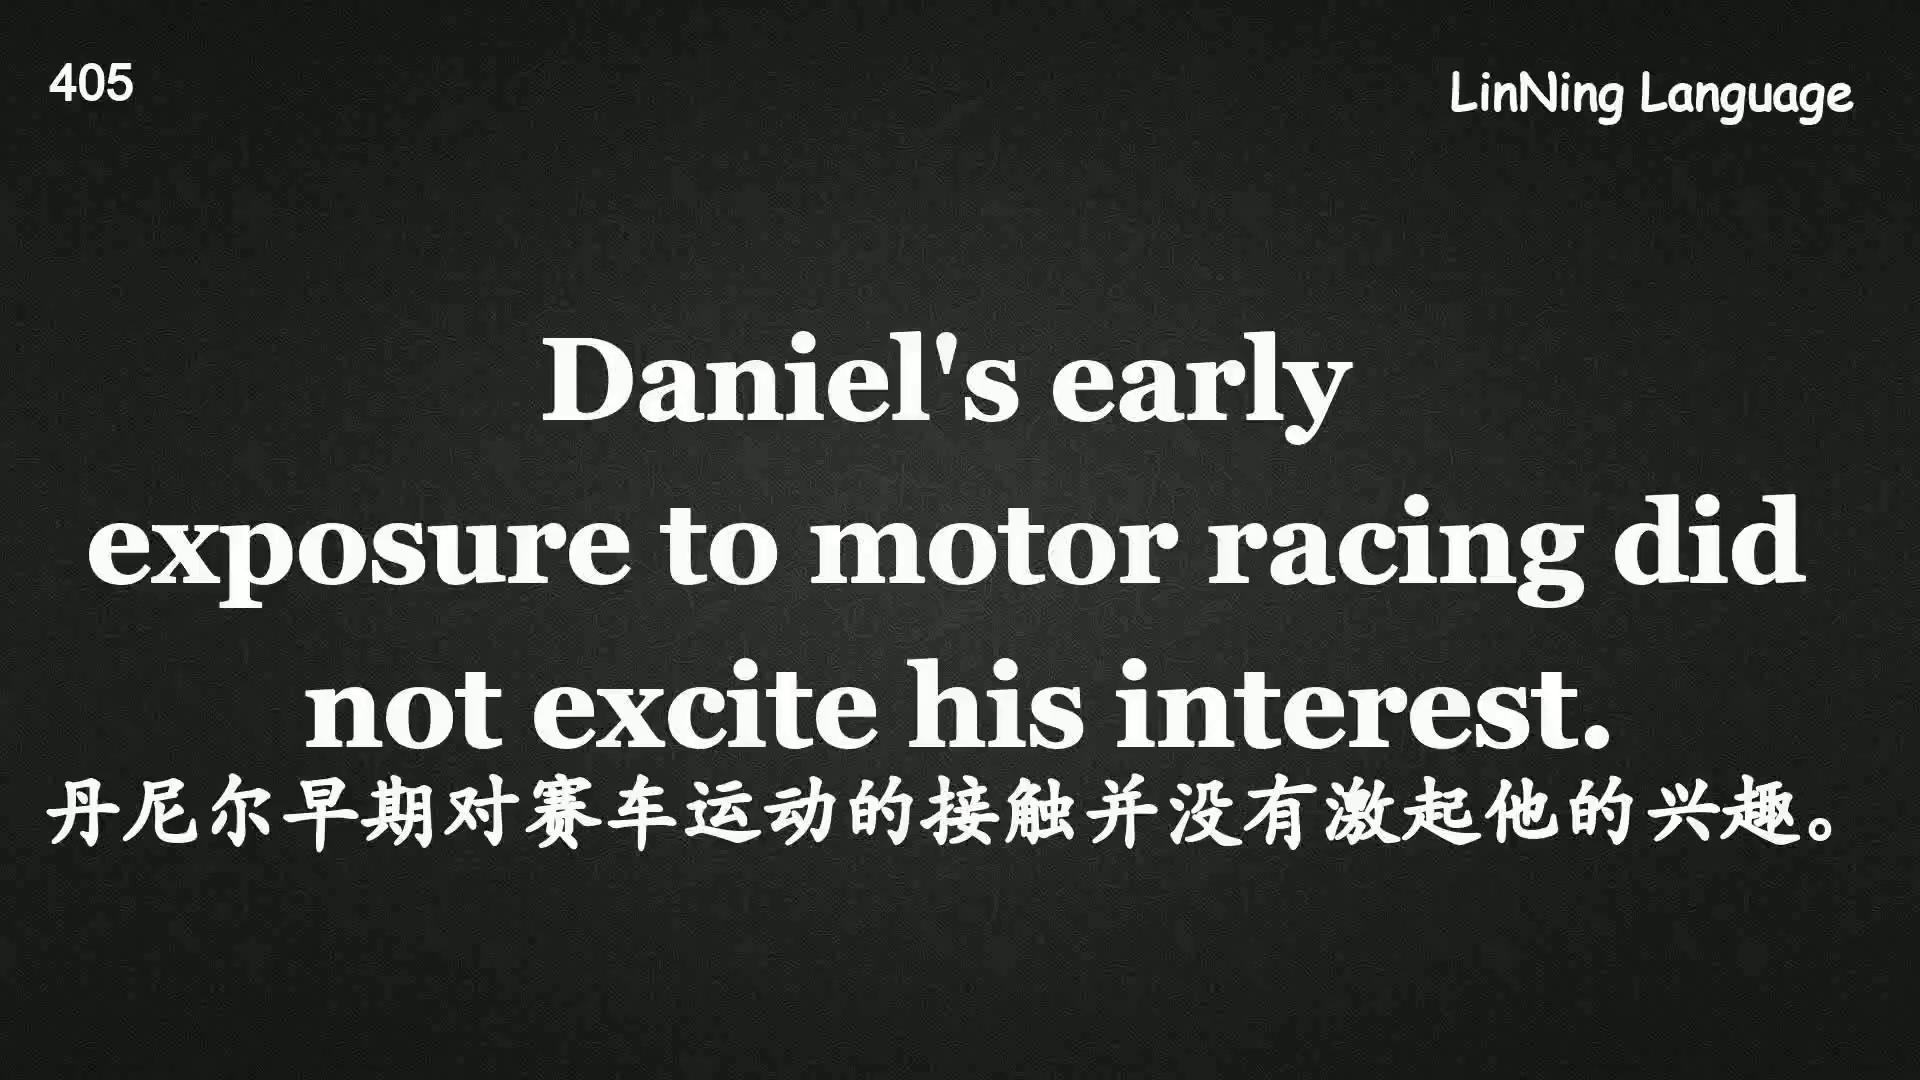 405
LinNing Language
Daniel's early
exposure to motor racing did
not excite his interest.
丹尼尔早期对赛车运动的接触并没有激起他的兴趣。